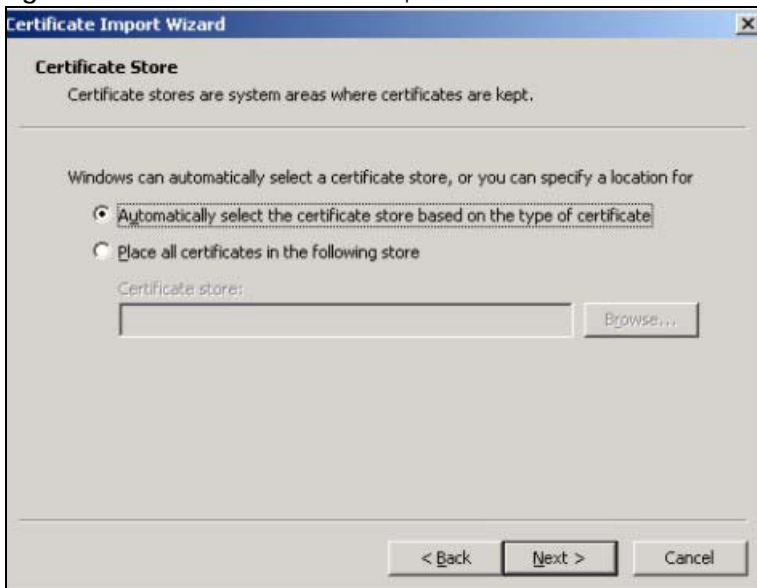 Certificate Import Wizard
Certificate Store
Certificate stores are system areas where certificates are kept.
Windows can automatically select a certificate store, or you can specify a location for
Automatically select the certificate store based on the type of certificate
Place all certificates in the following store
Certificate store:
Browse...
< Back Next > Cancel